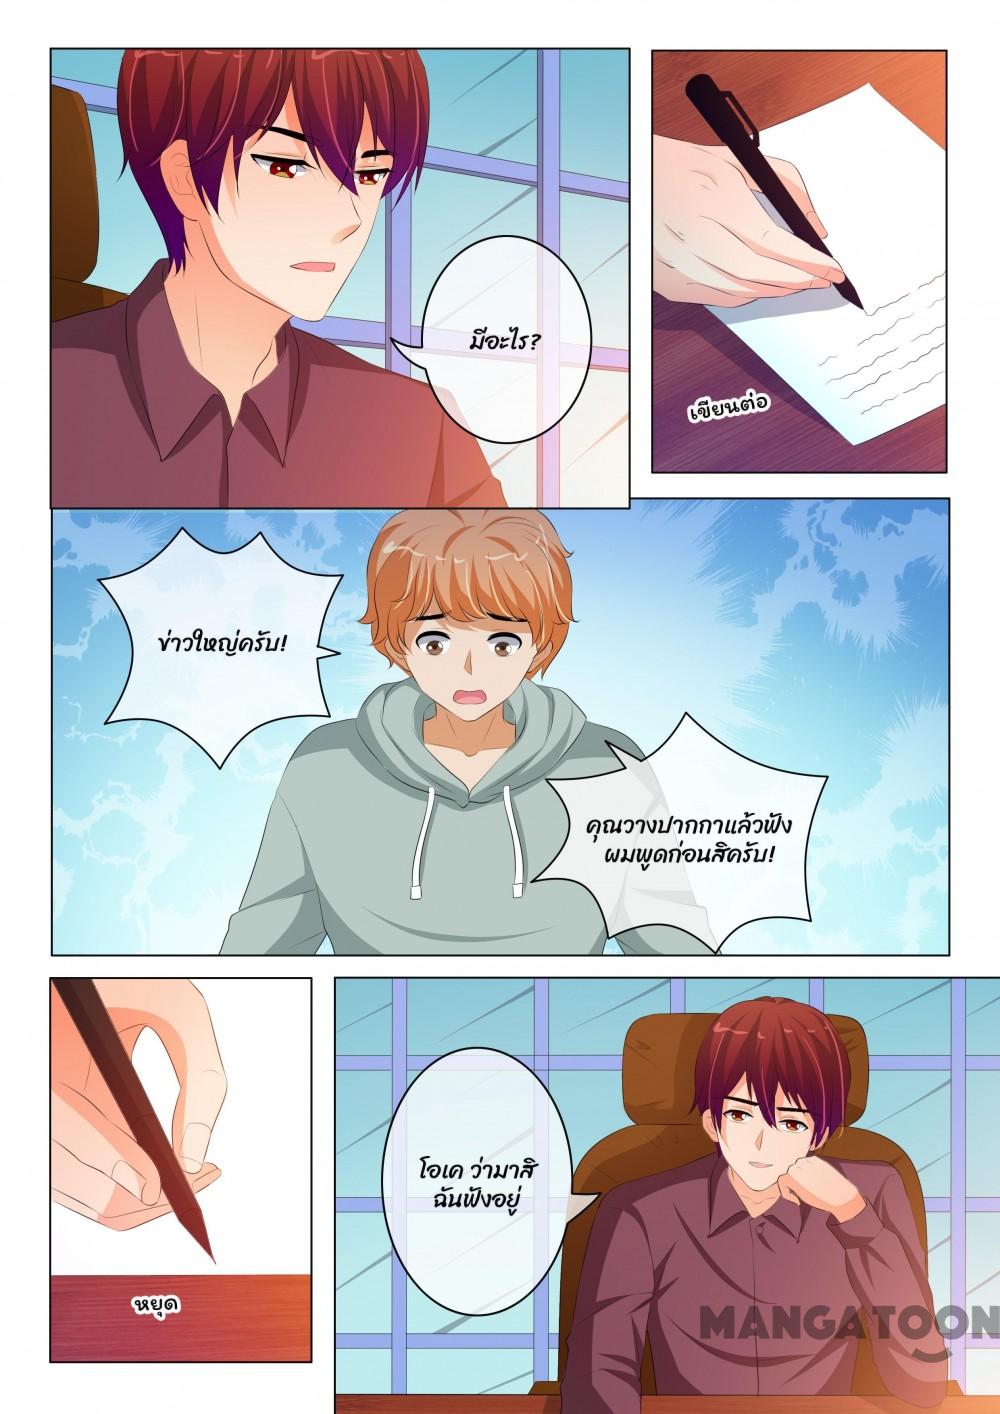 มีอะไร?
เขียนต่อ
ข่าวใหญ่ครับ!
คุณวางปากกาแล้วฟัง
ผมพูดก่อนสิครับ!
หยุด
โอเค ว่ามาสิ
ฉันฟังอยู่
MANGATOON